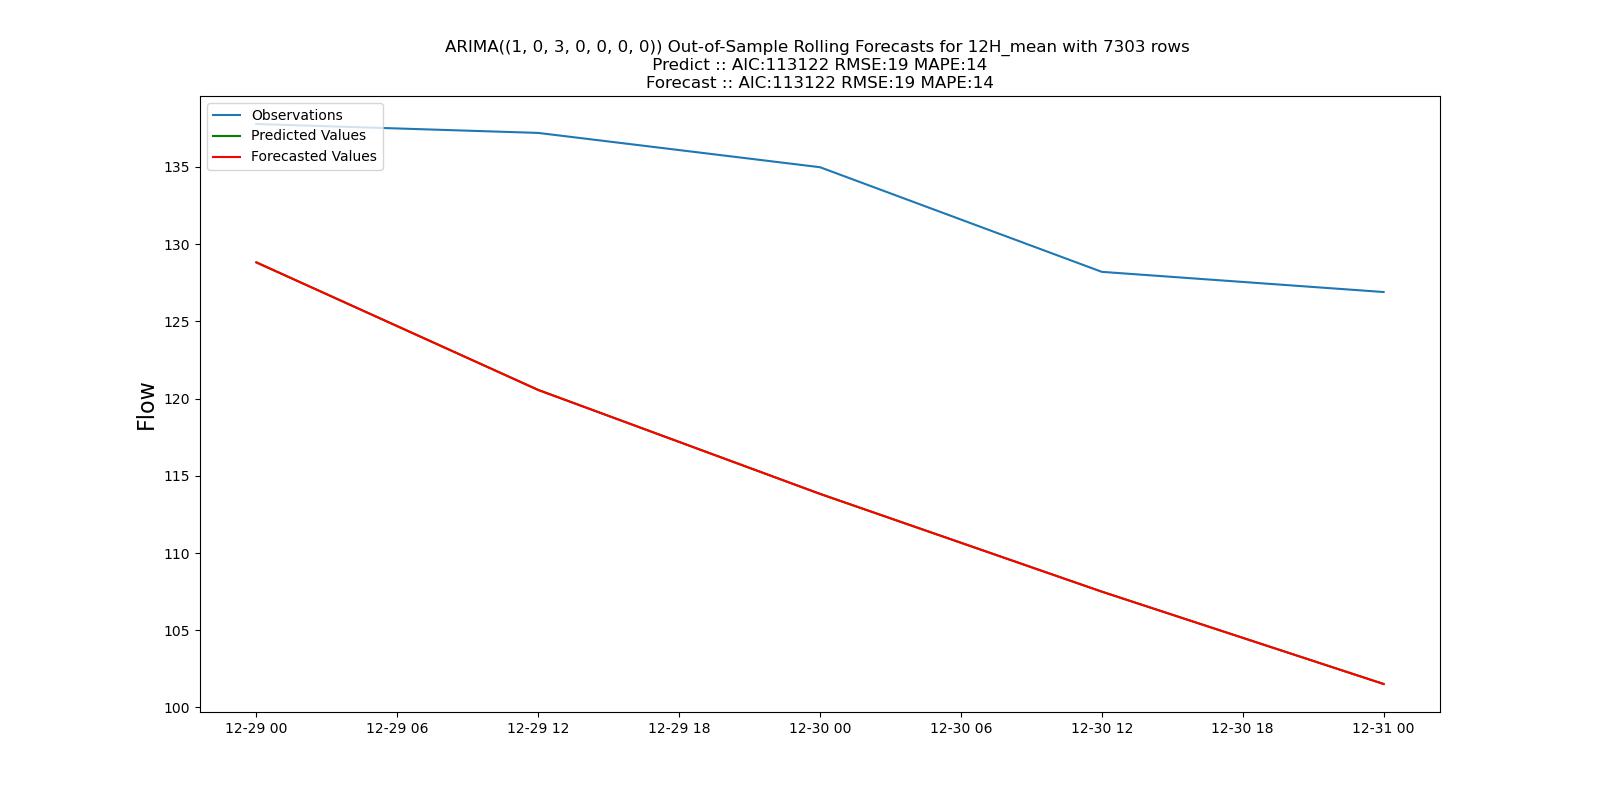 ARIMA((1, 0, 3, 0, 0, 0, 0)) Out-of-Sample Rolling Forecasts for 12H_mean with 7303 rows
Predict :: AIC:113122 RMSE:19 MAPE:14
Forecast :: AIC:113122 RMSE:19 MAPE:14
Observations
Predicted Values
Forecasted Values
135
130
125
120
115
110
105
100
Flow
12-29 00
12-29 06
12-29 12
12-29 18
12-30 00
12-30 06
12-30 12
12-30 18
12-31 00